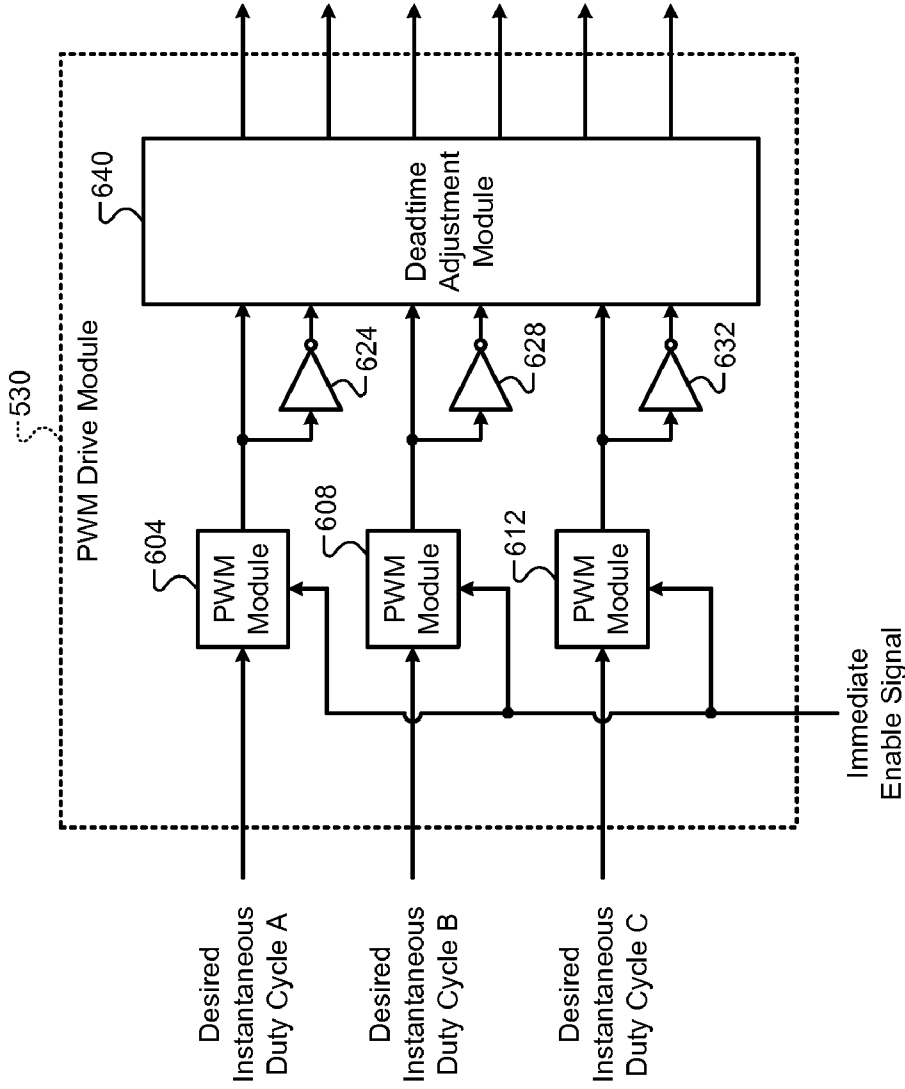 530
PWM Drive Module
640
Deadtime
Adjustment
Module
604
PWM
Module
624
608
PWM
Module
628
612
PWM
Module
632
Desired
Instantaneous
Duty Cycle A
Desired
Instantaneous
Duty Cycle B
Desired
Instantaneous
Duty Cycle C
Immediate
Enable Signal